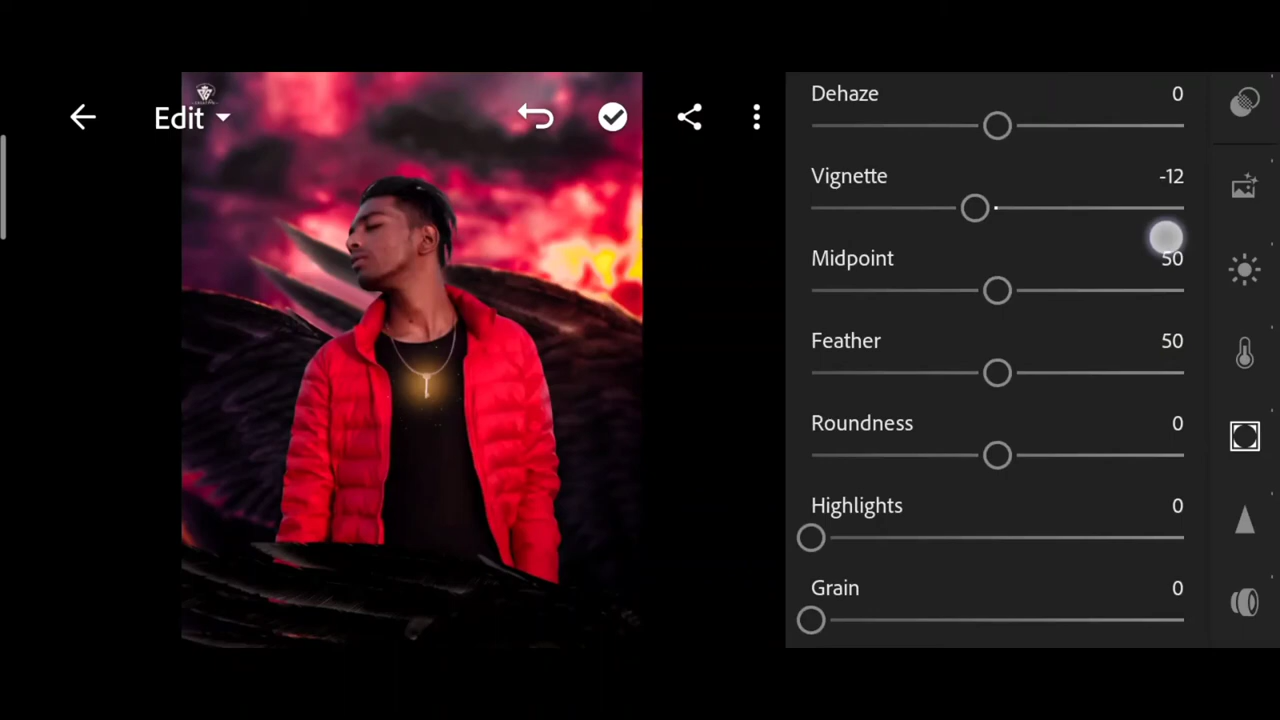 Edit
Dehaze 0
Vignette -12
Midpoint 50
Feather 50
Roundness 0
Highlights 0
Grain 0